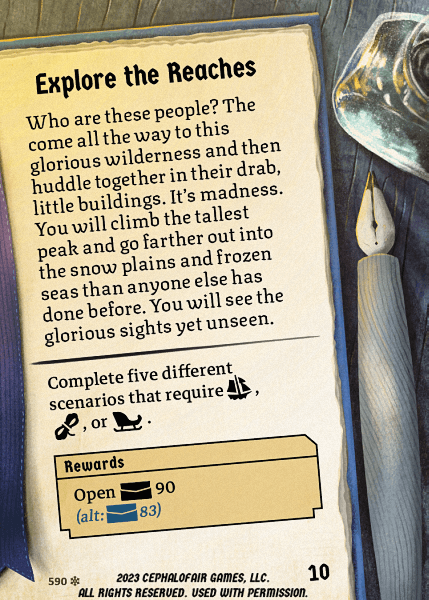 Explore the Reaches
Who are these people? The
come all the way to this
glorious wilderness and then
huddle together in their drab,
little buildings. It's madness.
You will climb the tallest
peak and go farther out into
the snow plains and frozen
seas than anyone else has
done before. You will see the
glorious sights yet unseen.
Complete five different
scenarios that require ,
, or .
Rewards
Open 90
(alt: 83)
590
10
2023 CEPHALOFAIR GAMES, LLC.
ALL RIGHTS RESERVED. USED WITH PERMISSION.